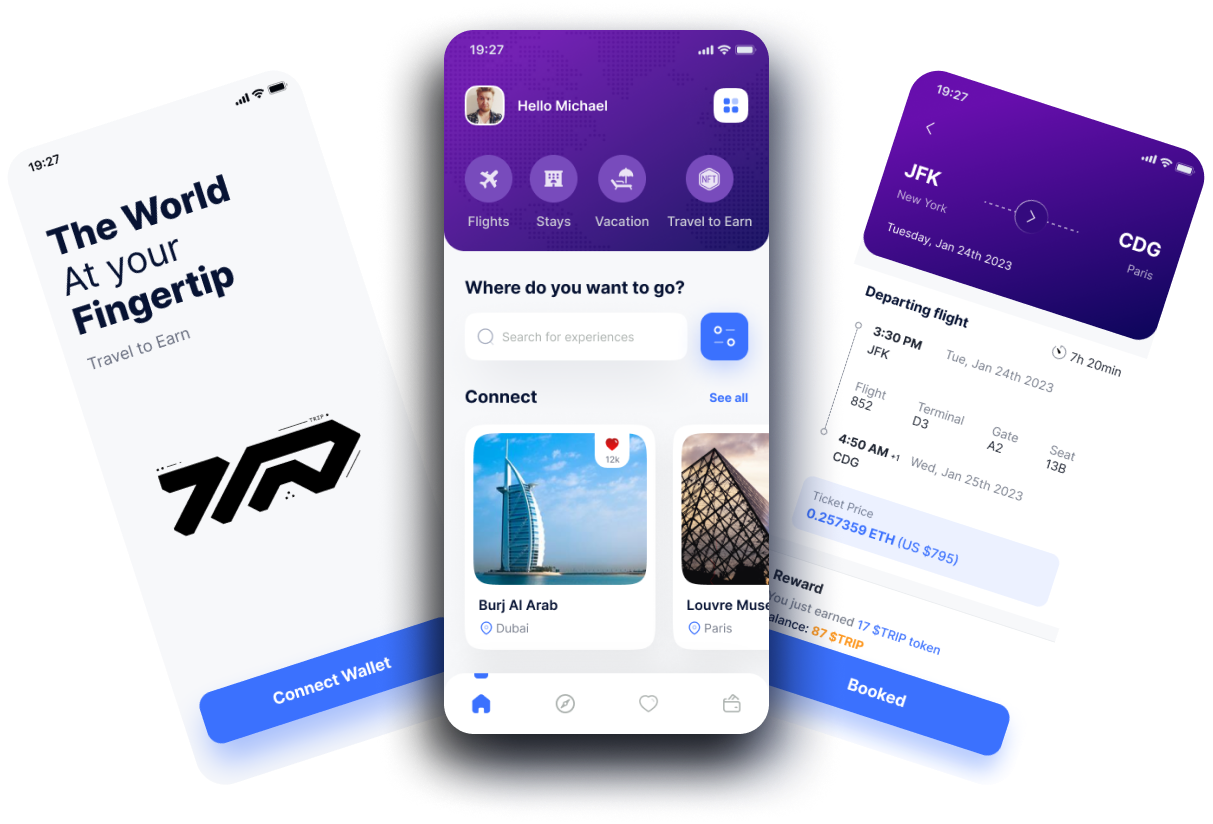 19:27
The World
At your
Fingertip
Travel to Earn
TRIP
Connect Wallet
19:27
Hello Michael
Flights
Stays
Vacation
NFT
Travel to Earn
Where do you want to go?
Search for experiences
Connect
See all
12k
Burj Al Arab
Dubai
Louvre Muse
Paris
19:27
JFK
New York
CDG
Paris
Tuesday, Jan 24th 2023
Departing flight
7h 20min
3:30 PM
JFK
Tue, Jan 24th 2023
Flight
852
Terminal
D3
Gate
A2
Seat
13B
4:50 AM +1
CDG
Wed, Jan 25th 2023
Ticket Price
0.257359 ETH (US $795)
Reward
You just earned 17 $TRIP token
alance: 87 $TRIP
Booked